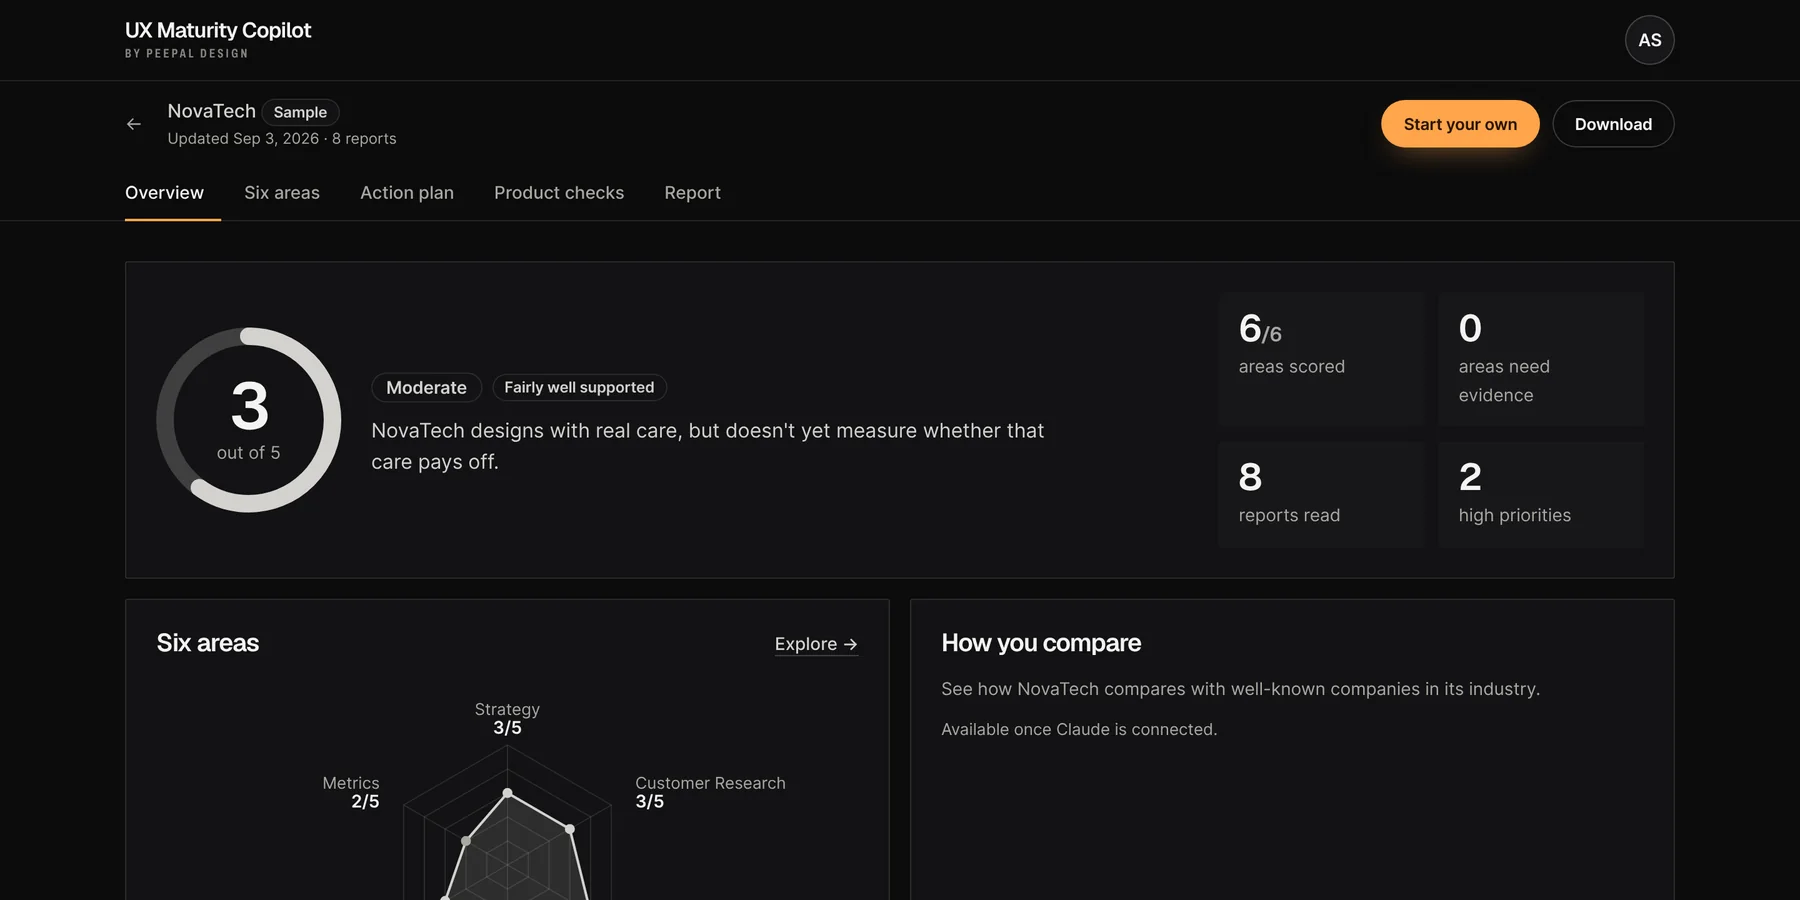 UX Maturity Copilot
BY PEEPAL DESIGN
AS
NovaTech Sample
Updated Sep 3, 2026 · 8 reports
Start your own
Download
Overview
Six areas
Action plan
Product checks
Report
3
out of 5
Moderate
Fairly well supported
NovaTech designs with real care, but doesn't yet measure whether that
care pays off.
6/6
areas scored
0
areas need
evidence
8
reports read
2
high priorities
Six areas
Explore →
Strategy
3/5
Metrics
2/5
Customer Research
3/5
How you compare
See how NovaTech compares with well-known companies in its industry.
Available once Claude is connected.